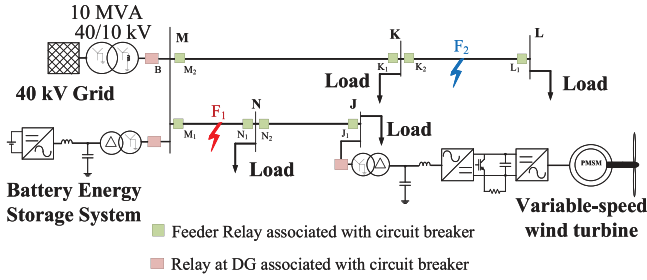 10 MVA
40/10 kV
M
K
L
F₂
B
M₂
K₁
K₂
L₁
Load
Load
40 kV Grid
F₁
N
J
M₁
N₁
N₂
J₁
Load
Load
Battery Energy
Storage System
PMSM
Variable-speed
wind turbine
Feeder Relay associated with circuit breaker
Relay at DG associated with circuit breaker